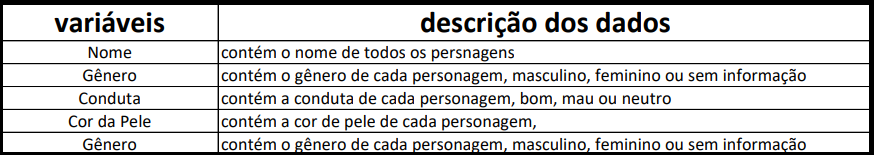 variáveis descrição dos dados
Nome contém o nome de todos os persnagens
Gênero contém o gênero de cada personagem, masculino, feminino ou sem informação
Conduta contém a conduta de cada personagem, bom, mau ou neutro
Cor da Pele contém a cor de pele de cada personagem,
Gênero contém o gênero de cada personagem, masculino, feminino ou sem informação